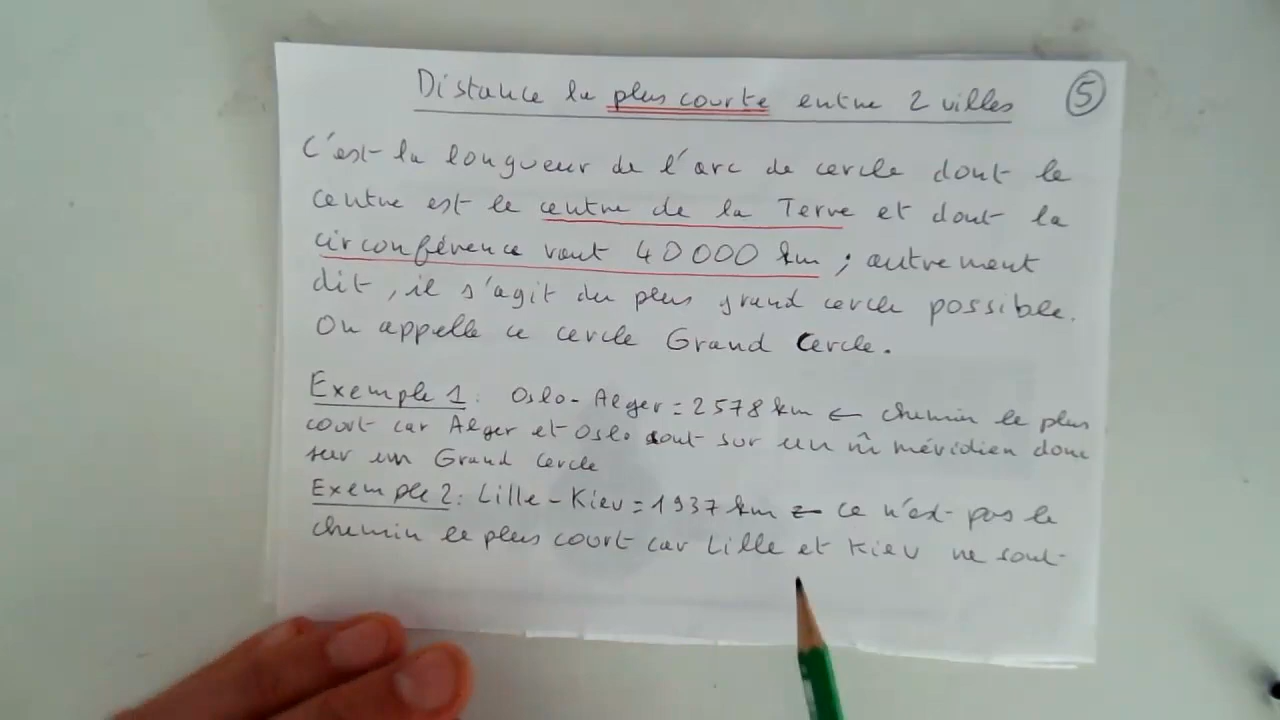 Distance la plus courte entre 2 villes
5
C'est la longueur de l'arc de cercle dont le
centre est le centre de la Terre et dont la
circonférence vaut 40000 km ; autrement
dit, il s'agit du plus grand cercle possible.
On appelle ce cercle Grand Cercle.
Exemple 1 : Oslo - Alger = 2578 km ← chemin le plus
court car Alger et Oslo sont sur un m̂ méridien donc
sur un Grand Cercle
Exemple 2 : Lille - Kiev = 1937 km ← ce n'est pas le
chemin le plus court car Lille et Kiev ne sont